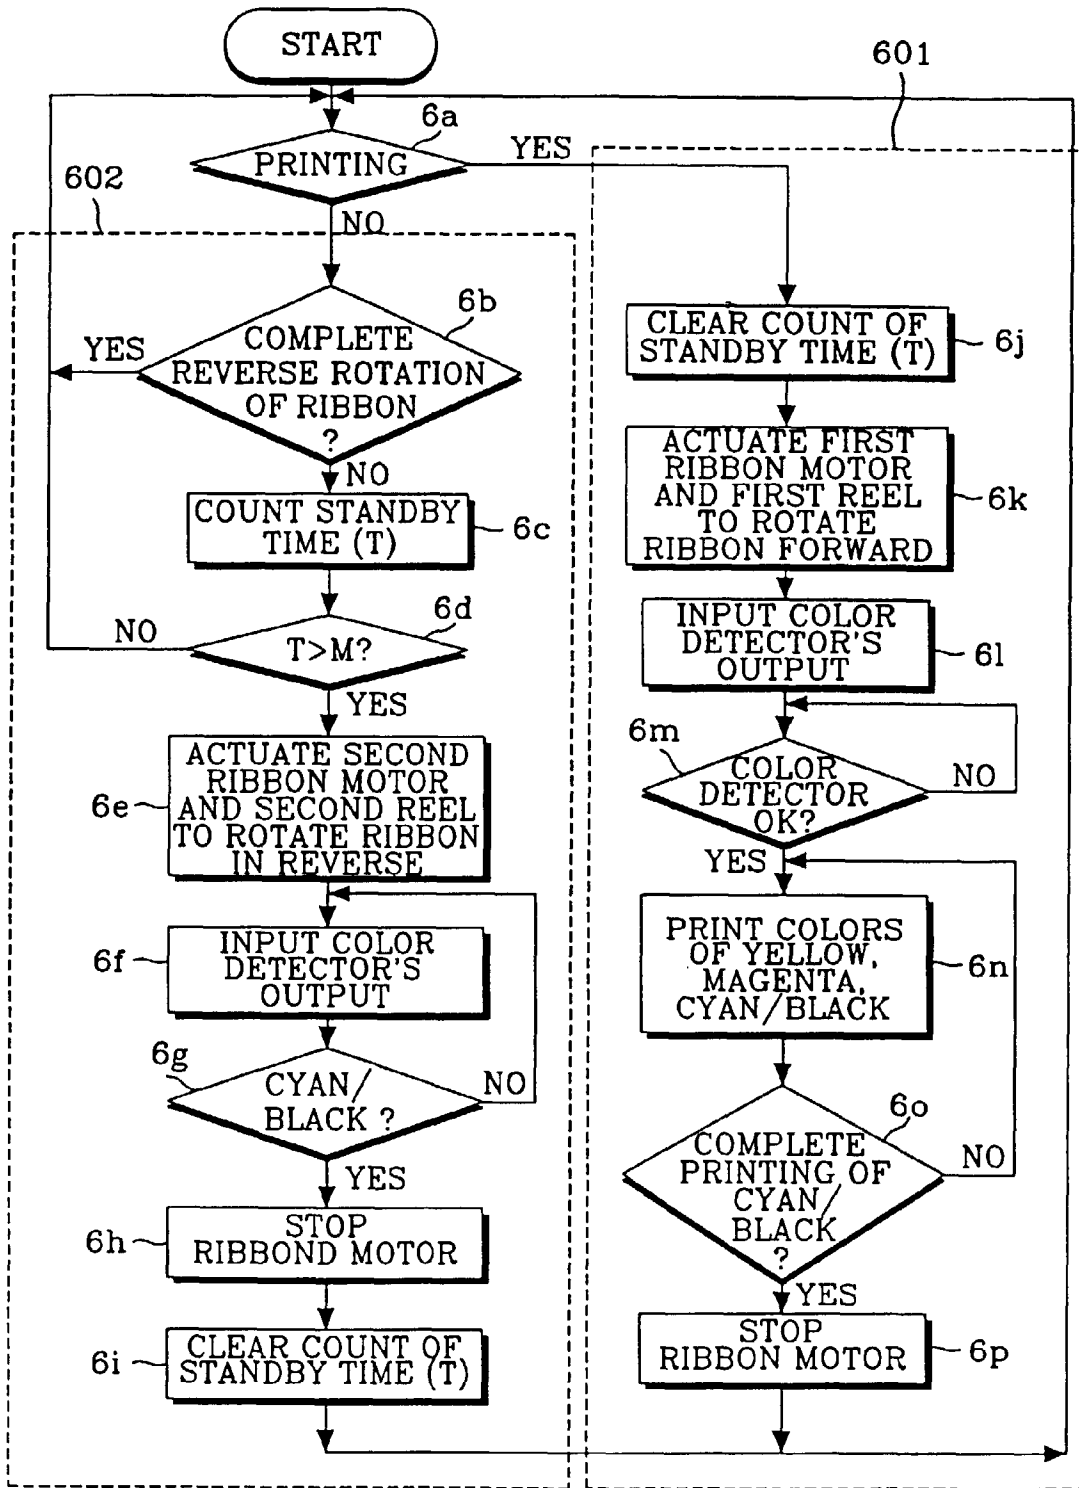 START
601
6a
PRINTING
YES
602
NO
6b
COMPLETE
REVERSE ROTATION
OF RIBBON
?
YES
NO
COUNT STANDBY
TIME (T)
6c
6d
T>M?
NO
YES
ACTUATE SECOND
RIBBON MOTOR
AND SECOND REEL
TO ROTATE RIBBON
IN REVERSE
6e
INPUT COLOR
DETECTOR'S
OUTPUT
6f
6g
CYAN/
BLACK ?
NO
YES
STOP
RIBBOND MOTOR
6h
CLEAR COUNT OF
STANDBY TIME (T)
6i
CLEAR COUNT OF
STANDBY TIME (T)
6j
ACTUATE FIRST
RIBBON MOTOR
AND FIRST REEL
TO ROTATE
RIBBON FORWARD
6k
INPUT COLOR
DETECTOR'S
OUTPUT
6l
6m
COLOR
DETECTOR
OK?
NO
YES
PRINT COLORS
OF YELLOW,
MAGENTA,
CYAN/BLACK
6n
6o
COMPLETE
PRINTING OF
CYAN/
BLACK
?
NO
YES
STOP
RIBBON MOTOR
6p